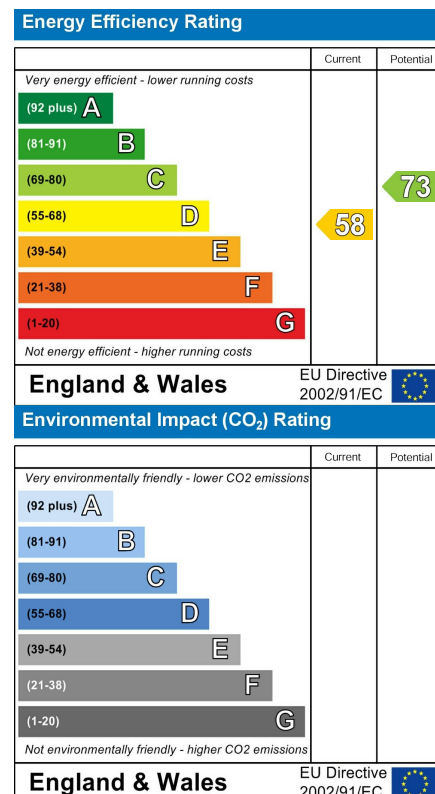 Energy Efficiency Rating
Current Potential
Very energy efficient - lower running costs
(92 plus) A
(81-91) B
(69-80) C
73
(55-68) D
58
(39-54) E
(21-38) F
(1-20) G
Not energy efficient - higher running costs
England & Wales
EU Directive
2002/91/EC
Environmental Impact (CO₂) Rating
Current Potential
Very environmentally friendly - lower CO2 emissions
(92 plus) A
(81-91) B
(69-80) C
(55-68) D
(39-54) E
(21-38) F
(1-20) G
Not environmentally friendly - higher CO2 emissions
England & Wales
EU Directive
2002/91/EC